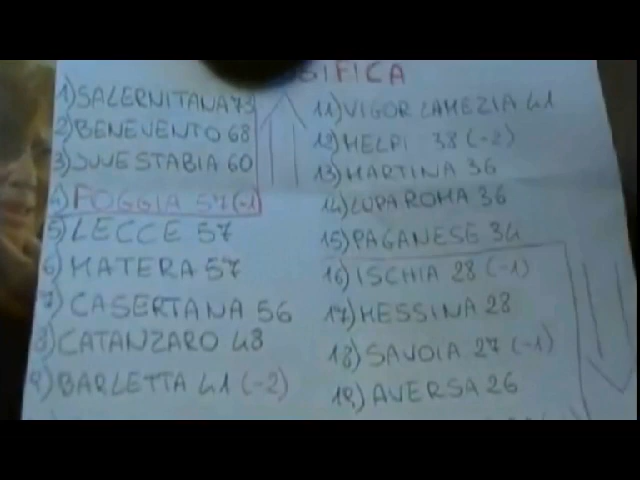 SIFICA
1) SALERNITANA 73
2) BENEVENTO 68
3) JUVE STABIA 60
4) FOGGIA 57 (-1)
5) LECCE 57
6) MATERA 57
7) CASERTANA 56
8) CATANZARO 48
9) BARLETTA 41 (-2)
11) VIGOR LAMEZIA 41
12) MELFI 38 (-2)
13) MARTINA 36
14) LUPA ROMA 36
15) PAGANESE 34
16) ISCHIA 28 (-1)
17) MESSINA 28
18) SAVOIA 27 (-1)
19) AVERSA 26